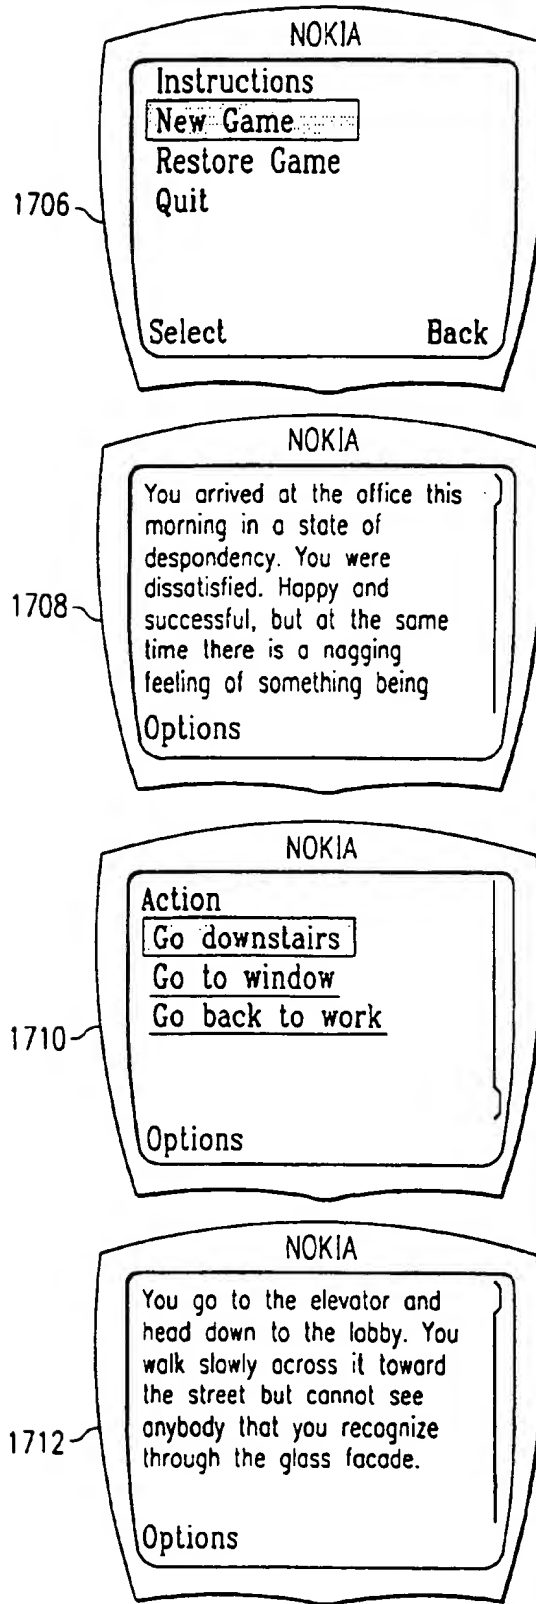 NOKIA
Instructions
New Game
Restore Game
Quit
1706
Select Back
NOKIA
You arrived at the office this
morning in a state of
despondency. You were
dissatisfied. Happy and
successful, but at the same
time there is a nagging
feeling of something being
1708
Options
NOKIA
Action
Go downstairs
Go to window
Go back to work
1710
Options
NOKIA
You go to the elevator and
head down to the lobby. You
walk slowly across it toward
the street but cannot see
anybody that you recognize
through the glass facade.
1712
Options